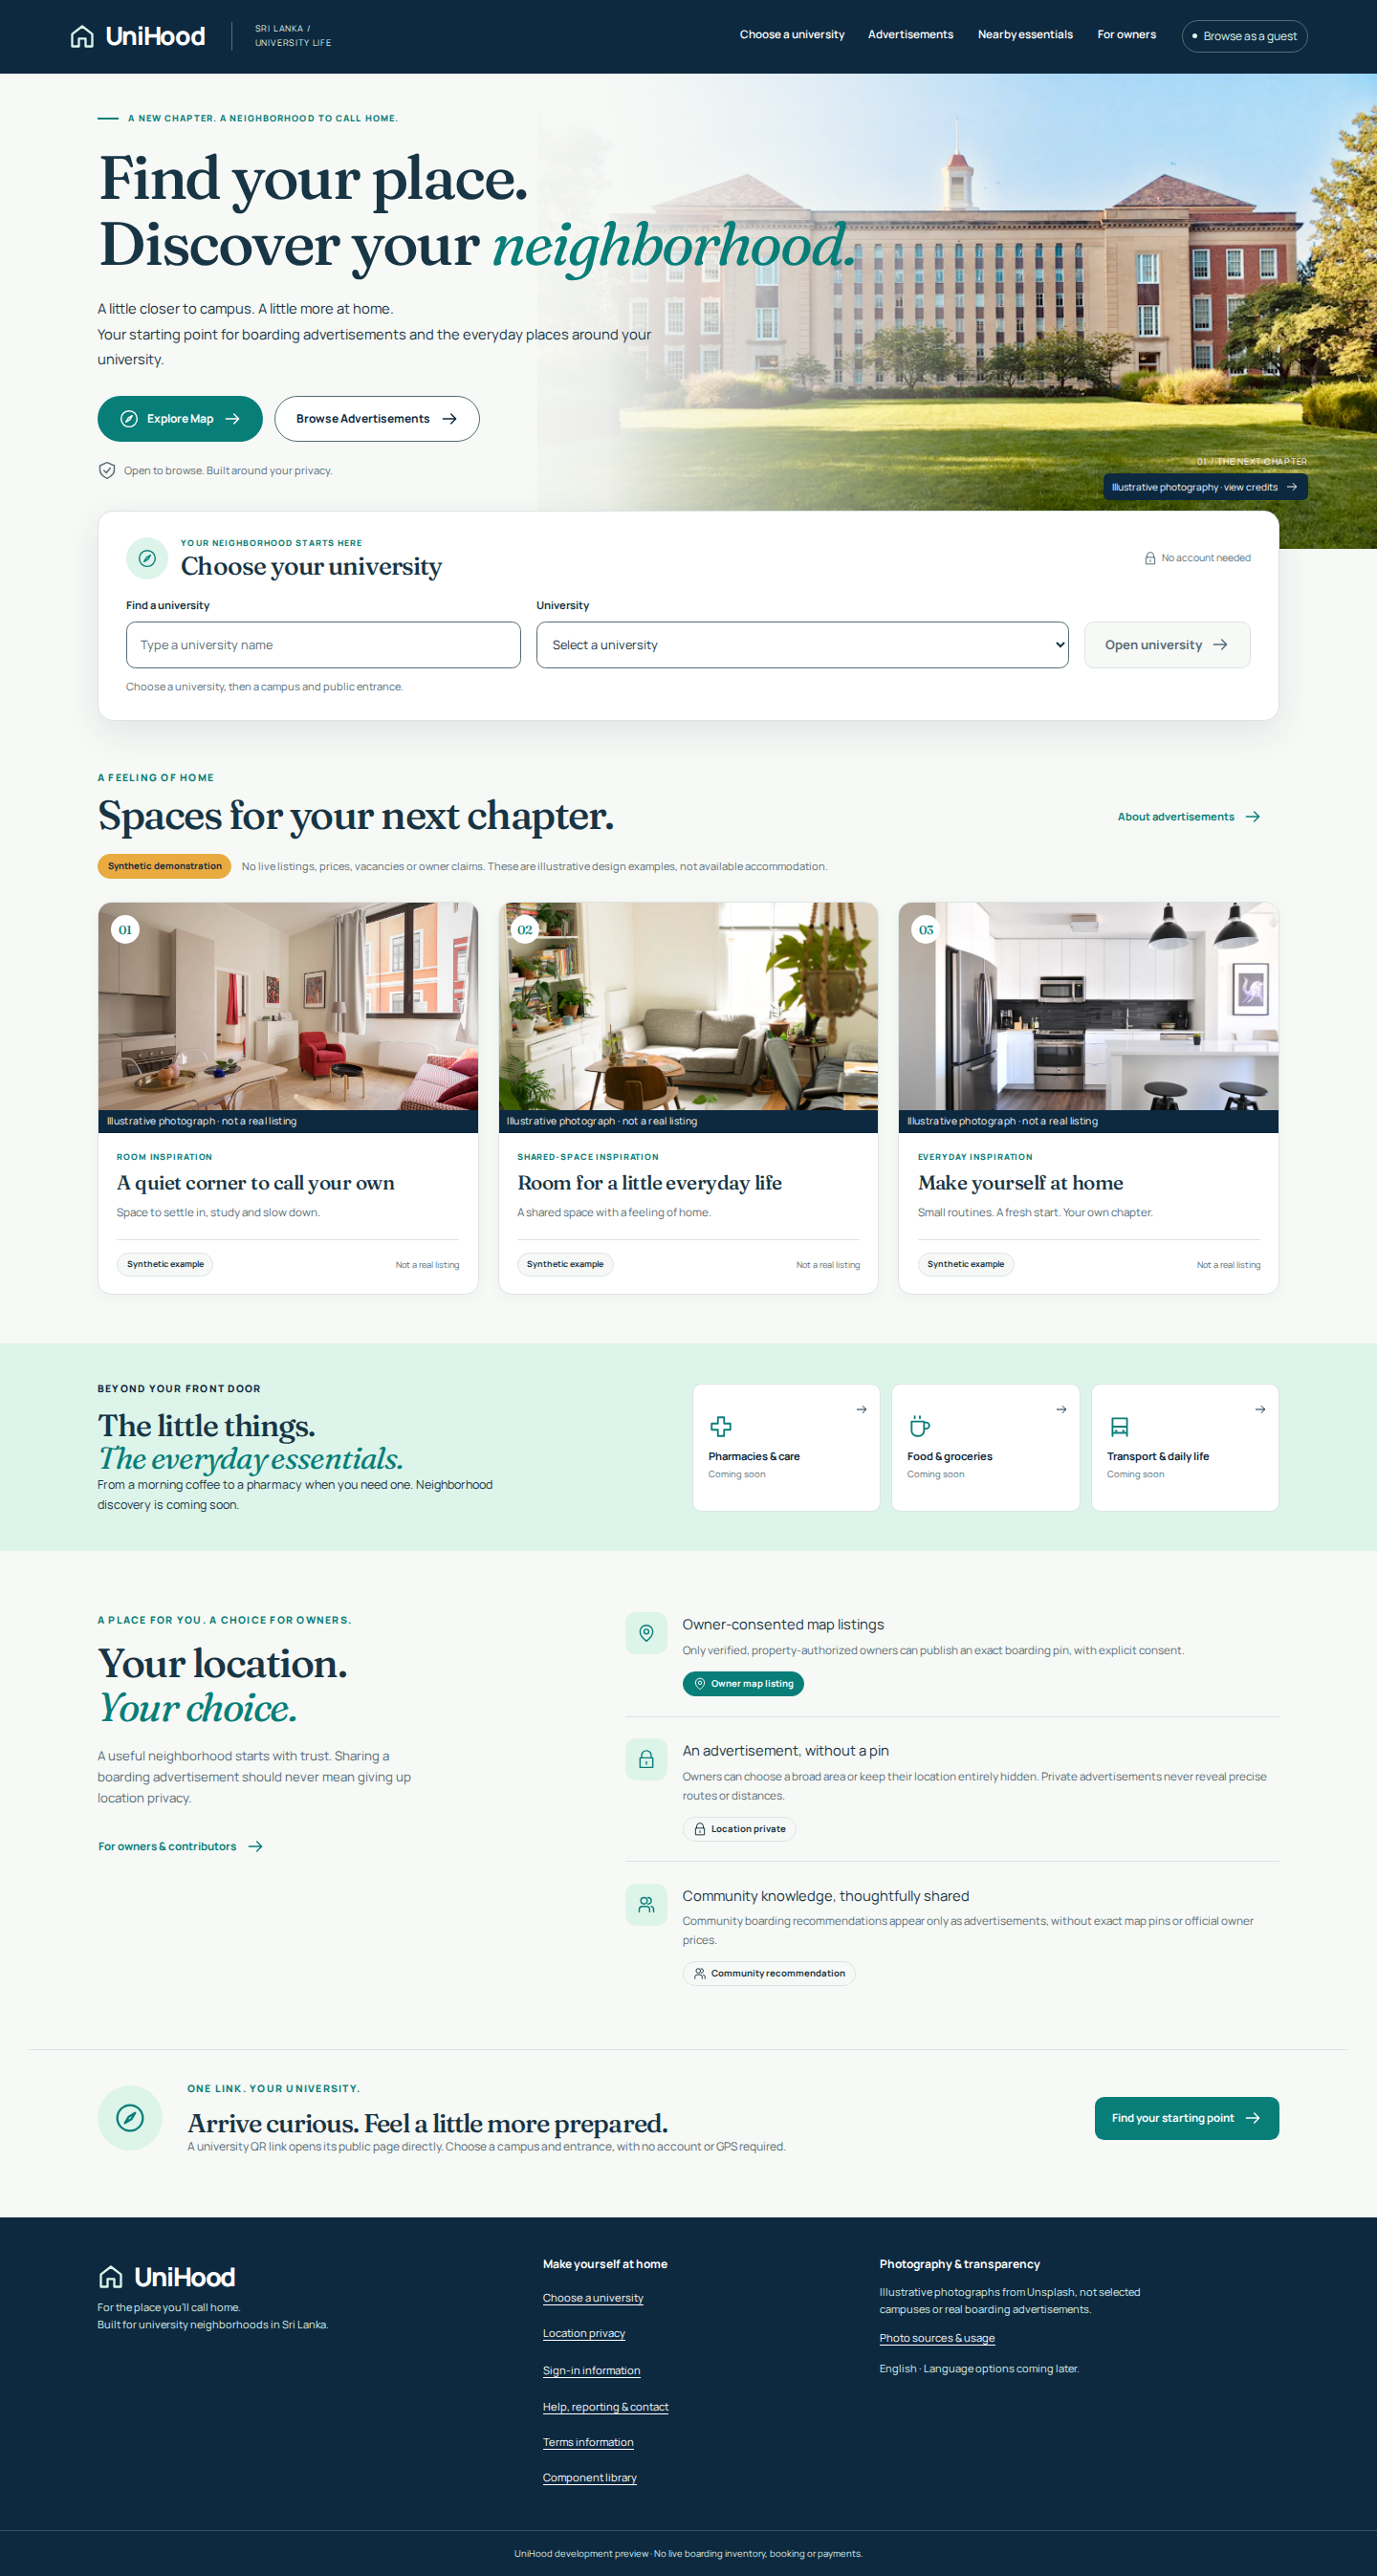 UniHood
SRI LANKA /
UNIVERSITY LIFE
Choose a university
Advertisements
Nearby essentials
For owners
Browse as a guest
A NEW CHAPTER. A NEIGHBORHOOD TO CALL HOME.
Find your place.
Discover your neighborhood.
A little closer to campus. A little more at home.
Your starting point for boarding advertisements and the everyday places around your
university.
Explore Map
Browse Advertisements
Open to browse. Built around your privacy.
01 / THE NEXT CHAPTER
Illustrative photography · view credits
YOUR NEIGHBORHOOD STARTS HERE
Choose your university
No account needed
Find a university
University
Type a university name
Select a university
Open university
Choose a university, then a campus and public entrance.
A FEELING OF HOME
Spaces for your next chapter.
About advertisements
Synthetic demonstration
No live listings, prices, vacancies or owner claims. These are illustrative design examples, not available accommodation.
01
02
03
Illustrative photograph · not a real listing
Illustrative photograph · not a real listing
Illustrative photograph · not a real listing
ROOM INSPIRATION
A quiet corner to call your own
Space to settle in, study and slow down.
Synthetic example
Not a real listing
SHARED-SPACE INSPIRATION
Room for a little everyday life
A shared space with a feeling of home.
Synthetic example
Not a real listing
EVERYDAY INSPIRATION
Make yourself at home
Small routines. A fresh start. Your own chapter.
Synthetic example
Not a real listing
BEYOND YOUR FRONT DOOR
The little things.
The everyday essentials.
From a morning coffee to a pharmacy when you need one. Neighborhood
discovery is coming soon.
Pharmacies & care
Coming soon
Food & groceries
Coming soon
Transport & daily life
Coming soon
A PLACE FOR YOU. A CHOICE FOR OWNERS.
Your location.
Your choice.
A useful neighborhood starts with trust. Sharing a
boarding advertisement should never mean giving up
location privacy.
For owners & contributors
Owner-consented map listings
Only verified, property-authorized owners can publish an exact boarding pin, with explicit consent.
Owner map listing
An advertisement, without a pin
Owners can choose a broad area or keep their location entirely hidden. Private advertisements never reveal precise
routes or distances.
Location private
Community knowledge, thoughtfully shared
Community boarding recommendations appear only as advertisements, without exact map pins or official owner
prices.
Community recommendation
ONE LINK. YOUR UNIVERSITY.
Arrive curious. Feel a little more prepared.
A university QR link opens its public page directly. Choose a campus and entrance, with no account or GPS required.
Find your starting point
UniHood
For the place you'll call home.
Built for university neighborhoods in Sri Lanka.
Make yourself at home
Choose a university
Location privacy
Sign-in information
Help, reporting & contact
Terms information
Component library
Photography & transparency
Illustrative photographs from Unsplash, not selected
campuses or real boarding advertisements.
Photo sources & usage
English · Language options coming later.
UniHood development preview · No live boarding inventory, booking or payments.